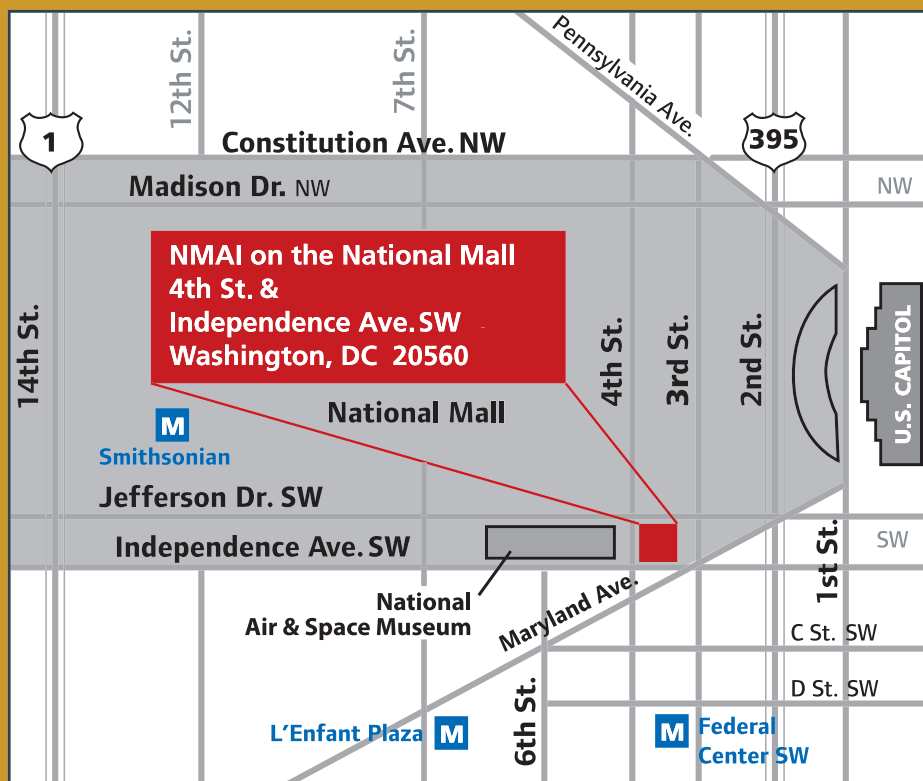 12th St.
7th St.
Pennsylvania Ave.
1
395
Constitution Ave. NW
Madison Dr. NW
NW
NMAI on the National Mall
4th St. &
Independence Ave. SW
Washington, DC 20560
14th St.
4th St.
3rd St.
2nd St.
U.S. CAPITOL
National Mall
M
Smithsonian
Jefferson Dr. SW
Independence Ave. SW
1st St.
SW
National
Air & Space Museum
Maryland Ave.
C St. SW
D St. SW
6th St.
L'Enfant Plaza M
M Federal
Center SW